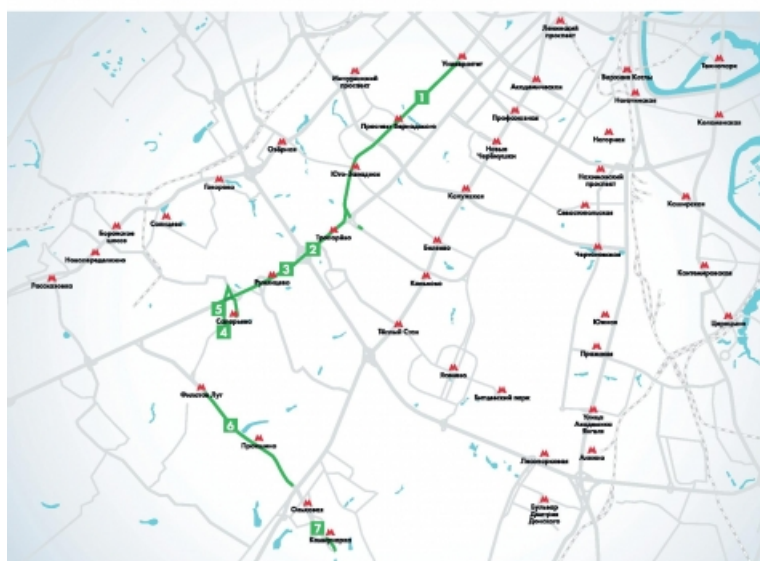 Ленинский
проспект
Университет
Мичуринский
проспект
Академическая
Верхние Котлы
Технопарк
Нагатинская
1
Проспект Вернадского
Профсоюзная
Коломенская
Озёрная
Новые
Черёмушки
Нагорная
Юго-Западная
Нахимовский
проспект
Говорово
Калужская
Каширская
Солнцево
Севастопольская
Боровское
шоссе
Тропарёво
Беляево
2
Новопеределкино
Чертановская
3
Кантемировская
Рассказовка
Румянцево
Коньково
5
Саларьево
4
Тёплый Стан
Южная
Царицыно
Пражская
Ясенево
Филатов Луг
Битцевский парк
6
Улица
Академика
Янгеля
Прокшино
Лесопарковая
Аннино
Ольховая
Бульвар
Дмитрия
Донского
7
Коммунарка